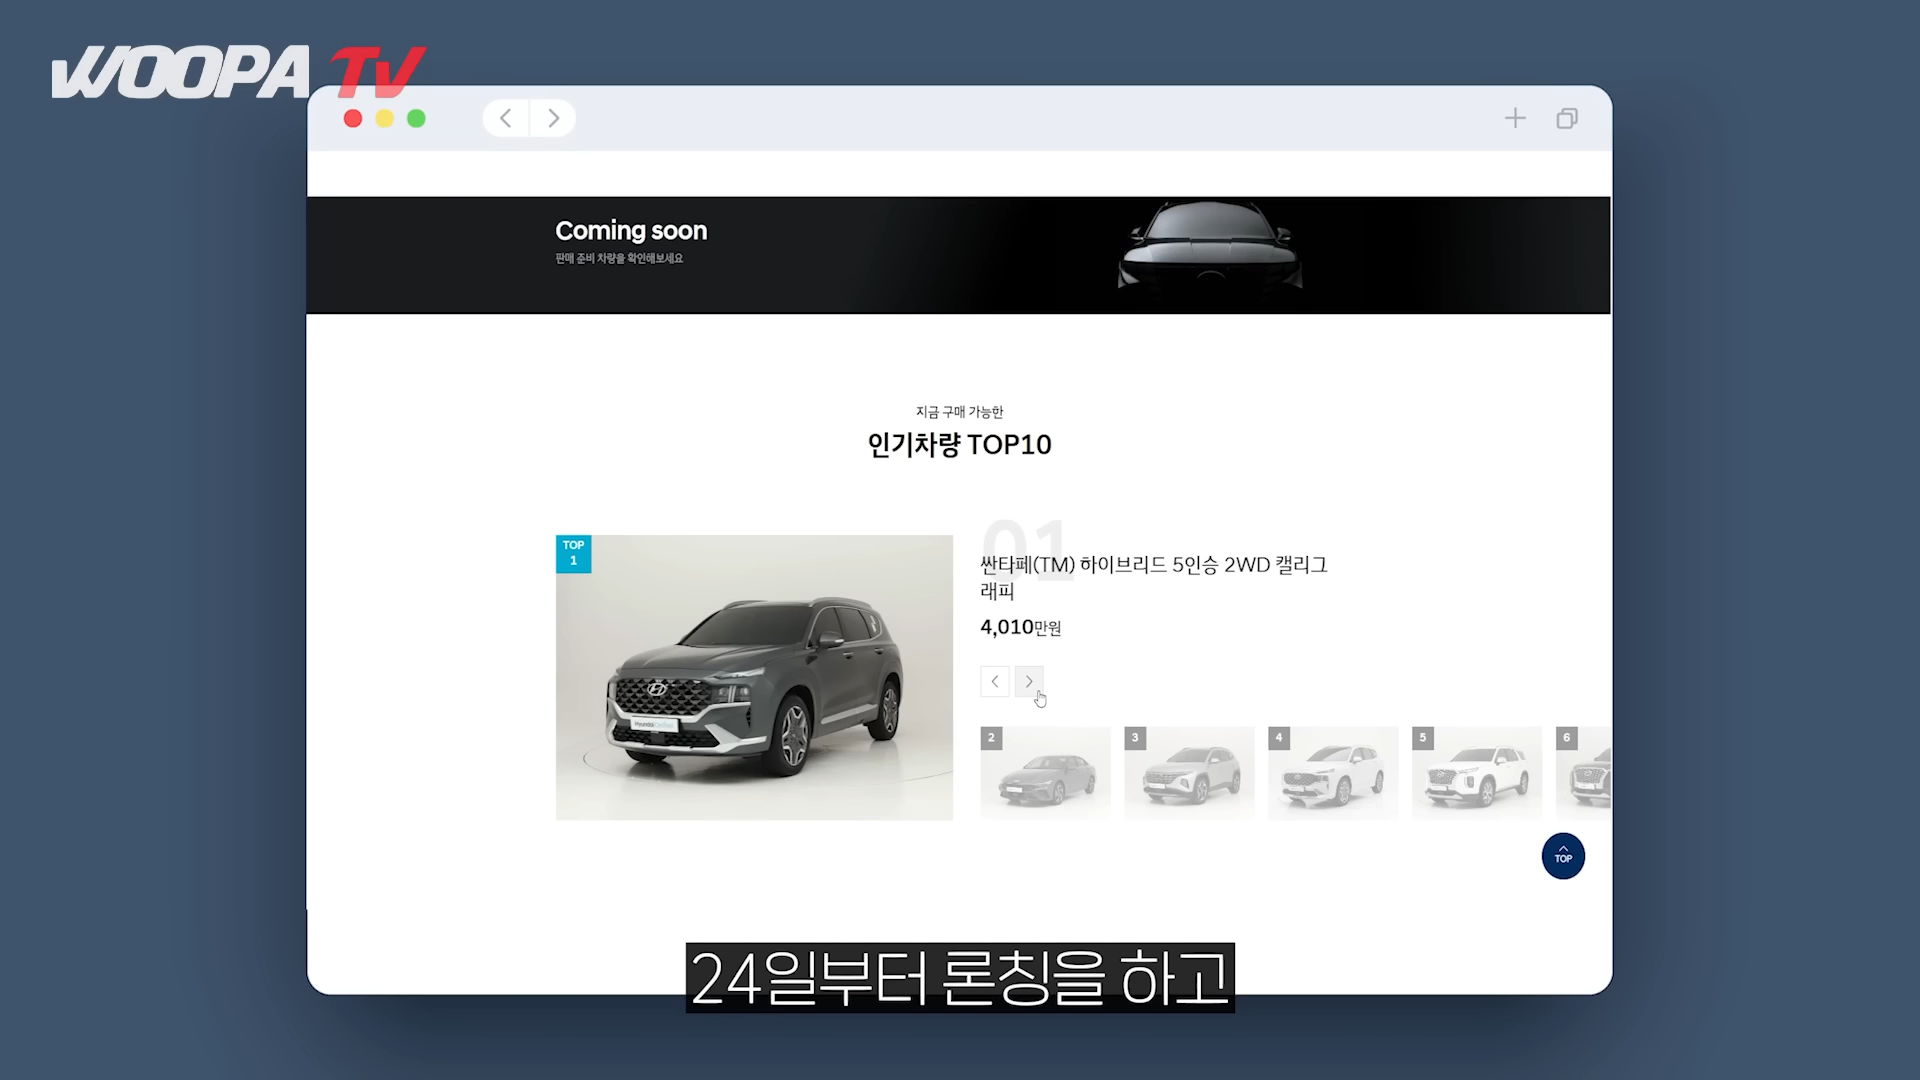 WOOPA TV
Coming soon
판매 준비 차량을 확인해보세요
지금 구매 가능한
인기차량 TOP10
TOP
1
01
싼타페(TM) 하이브리드 5인승 2WD 캘리그
래피
4,010만원
2
3
4
5
6
TOP
24일부터 론칭을 하고